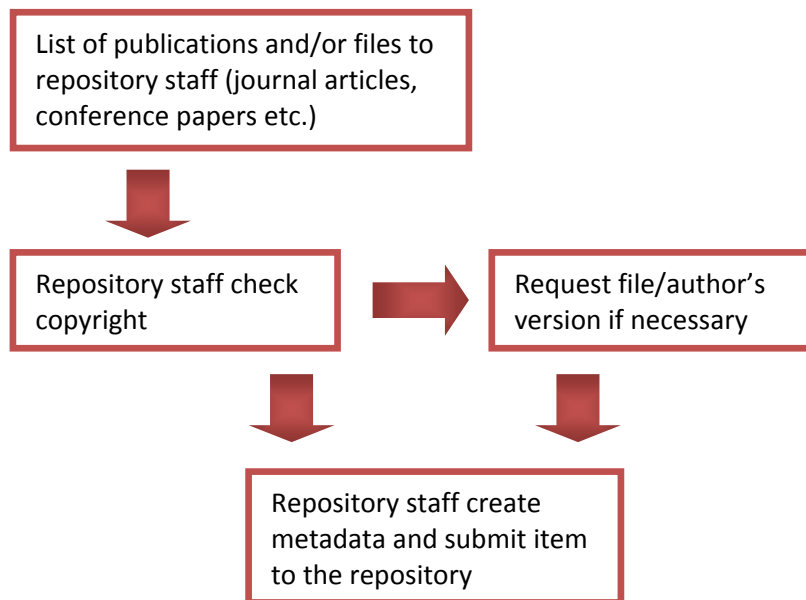 List of publications and/or files to
repository staff (journal articles,
conference papers etc.)
Repository staff check
copyright
Request file/author’s
version if necessary
Repository staff create
metadata and submit item
to the repository